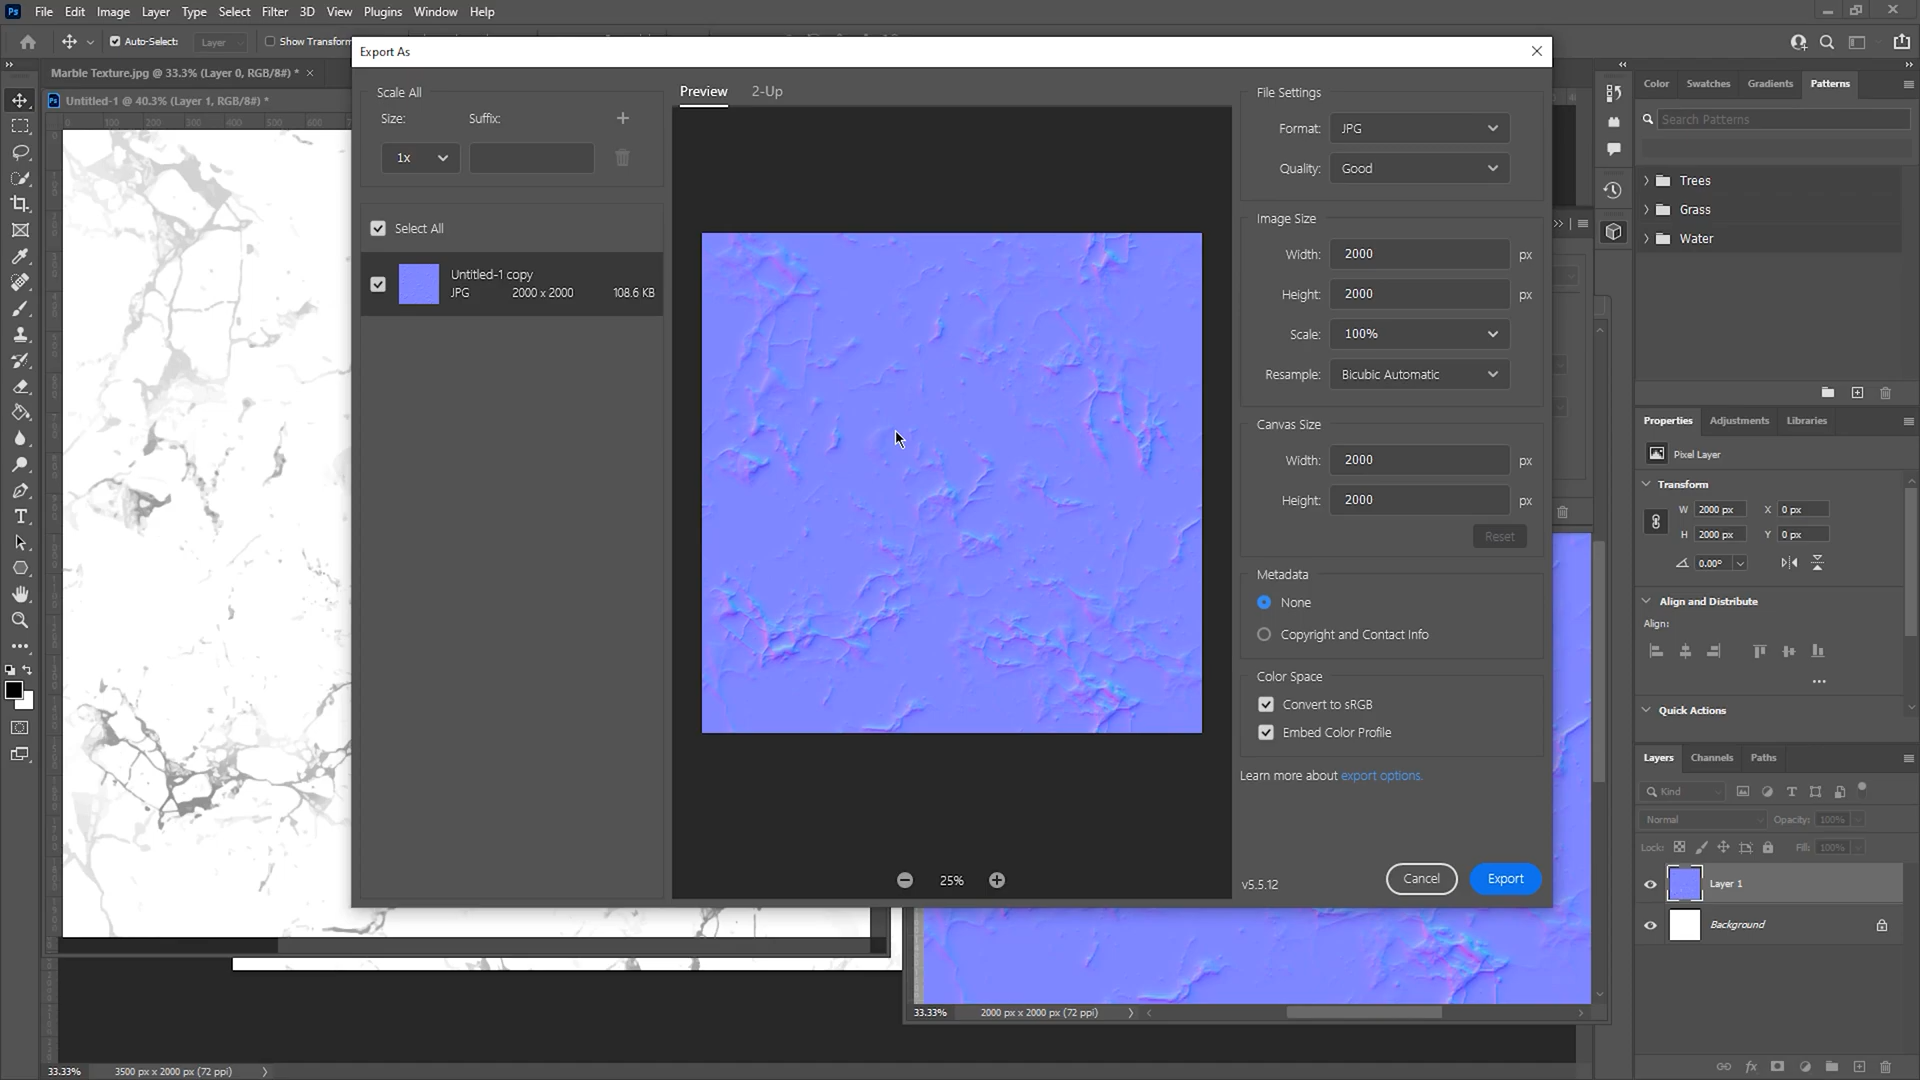 Ps File Edit Image Layer Type Select Filter 3D View Plugins Window Help
Auto-Select: Layer Show Transform
Marble Texture.jpg @ 33.3% (Layer 0, RGB/8#) *
Untitled-1 @ 40.3% (Layer 1, RGB/8#) *
Export As
Scale All
Size: Suffix:
1x
Select All
Untitled-1 copy
JPG 2000 x 2000 108.6 KB
Preview 2-Up
25%
File Settings
Format: JPG
Quality: Good
Image Size
Width: 2000 px
Height: 2000 px
Scale: 100%
Resample: Bicubic Automatic
Canvas Size
Width: 2000 px
Height: 2000 px
Reset
Metadata
None
Copyright and Contact Info
Color Space
Convert to sRGB
Embed Color Profile
Learn more about export options.
v5.5.12 Cancel Export
Color Swatches Gradients Patterns
Search Patterns
Trees
Grass
Water
Properties Adjustments Libraries
Pixel Layer
Transform
W 2000 px X 0 px
H 2000 px Y 0 px
0.00°
Align and Distribute
Align:
Quick Actions
Layers Channels Paths
Kind
Normal Opacity: 100%
Lock: Fill: 100%
Layer 1
Background
33.33% 2000 px x 2000 px (72 ppi)
33.33% 3500 px x 2000 px (72 ppi)